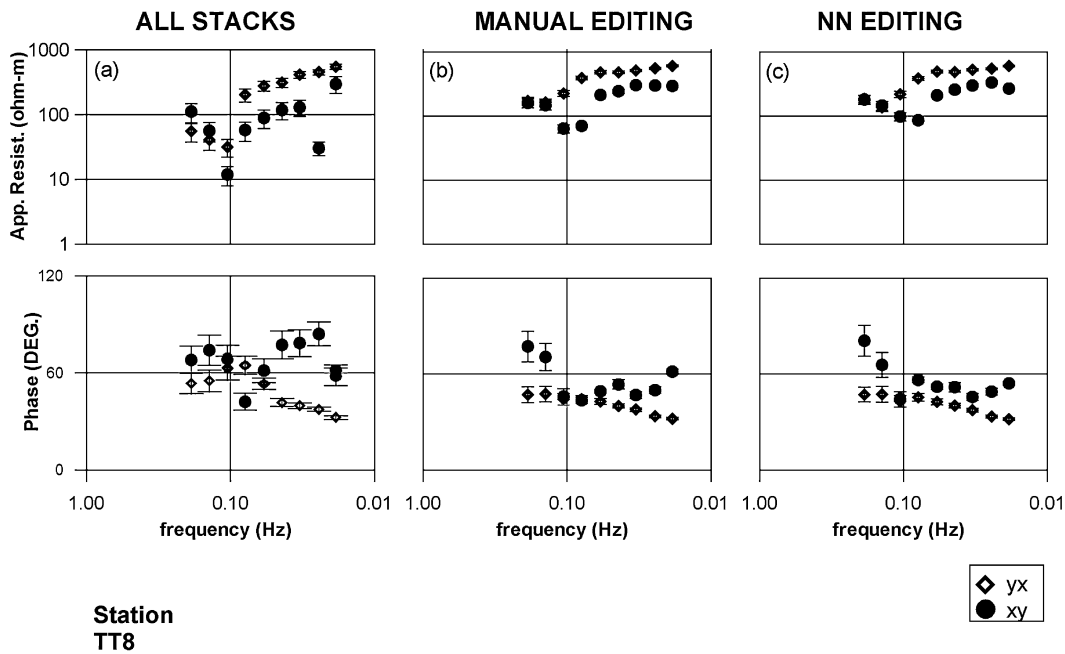 ALL STACKS
MANUAL EDITING
NN EDITING
App. Resist. (ohm-m)
1000
100
10
1
(a)
(b)
(c)
Phase (DEG.)
120
60
0
1.00 0.10 0.01
1.00 0.10 0.01
1.00 0.10 0.01
frequency (Hz)
frequency (Hz)
frequency (Hz)
yx
xy
Station
TT8